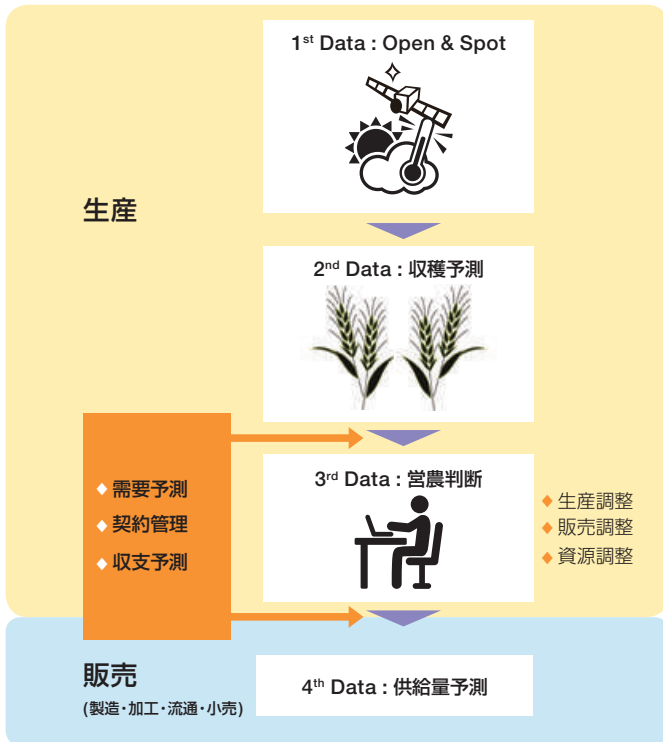 1st Data : Open & Spot
生産
2nd Data : 収穫予測
◆ 需要予測
◆ 契約管理
◆ 収支予測
3rd Data : 営農判断
◆ 生産調整
◆ 販売調整
◆ 資源調整
販売
(製造・加工・流通・小売)
4th Data : 供給量予測